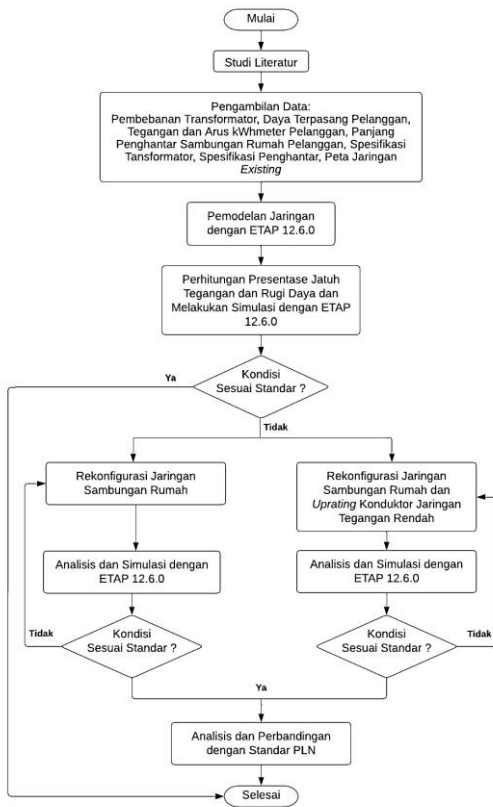 Mulai
Studi Literatur
Pengambilan Data:
Pembebanan Transformator, Daya Terpasang Pelanggan,
Tegangan dan Arus kWhmeter Pelanggan, Panjang
Penghantar Sambungan Rumah Pelanggan, Spesifikasi
Tansformator, Spesifikasi Penghantar, Peta Jaringan
Existing
Pemodelan Jaringan
dengan ETAP 12.6.0
Perhitungan Presentase Jatuh
Tegangan dan Rugi Daya dan
Melakukan Simulasi dengan ETAP
12.6.0
Kondisi
Sesuai Standar ?
Ya
Tidak
Rekonfigurasi Jaringan
Sambungan Rumah
Rekonfigurasi Jaringan
Sambungan Rumah dan
Uprating Konduktor Jaringan
Tegangan Rendah
Analisis dan Simulasi dengan
ETAP 12.6.0
Analisis dan Simulasi dengan
ETAP 12.6.0
Tidak
Kondisi
Sesuai Standar ?
Kondisi
Sesuai Standar ?
Tidak
Ya
Analisis dan Perbandingan
dengan Standar PLN
Selesai